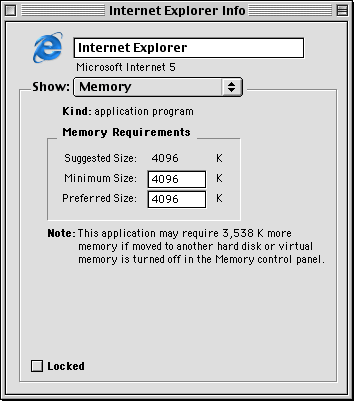 Internet Explorer Info
Internet Explorer
Microsoft Internet 5
Show: Memory
Kind: application program
Memory Requirements
Suggested Size: 4096 K
Minimum Size: 4096 K
Preferred Size: 4096 K
Note: This application may require 3,538 K more
memory if moved to another hard disk or virtual
memory is turned off in the Memory control panel.
Locked